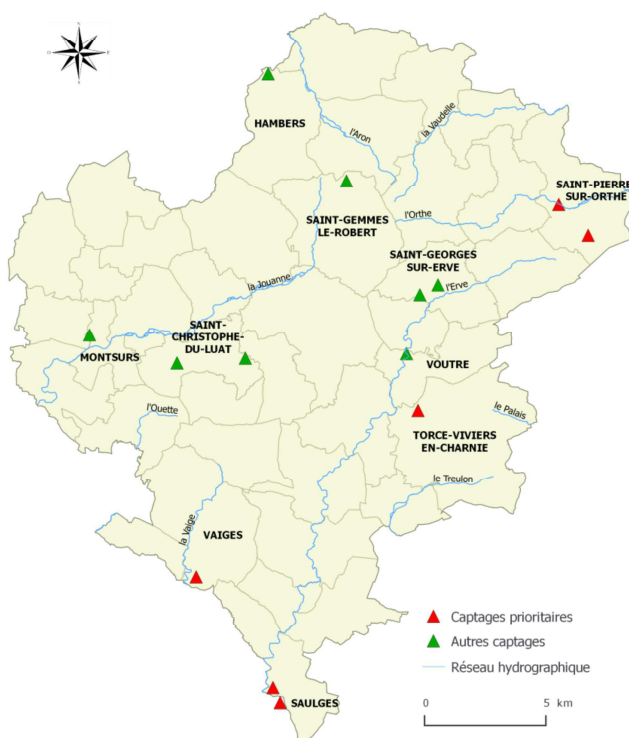 N
O
E
S
HAMBERS
l'Aron
la Vaudelle
SAINT-PIERRE
SUR-ORTHE
SAINT-GEMMES
LE-ROBERT
l'Orthe
SAINT-GEORGES
SUR-ERVE
la Jouanne
l'Erve
SAINT-
CHRISTOPHE-
DU-LUAT
MONTSURS
VOUTRE
l'Ouette
le Palais
TORCE-VIVIERS
EN-CHARNIE
le Treulon
la Vaige
VAIGES
Captages prioritaires
Autres captages
Réseau hydrographique
SAULGES
0 5 km